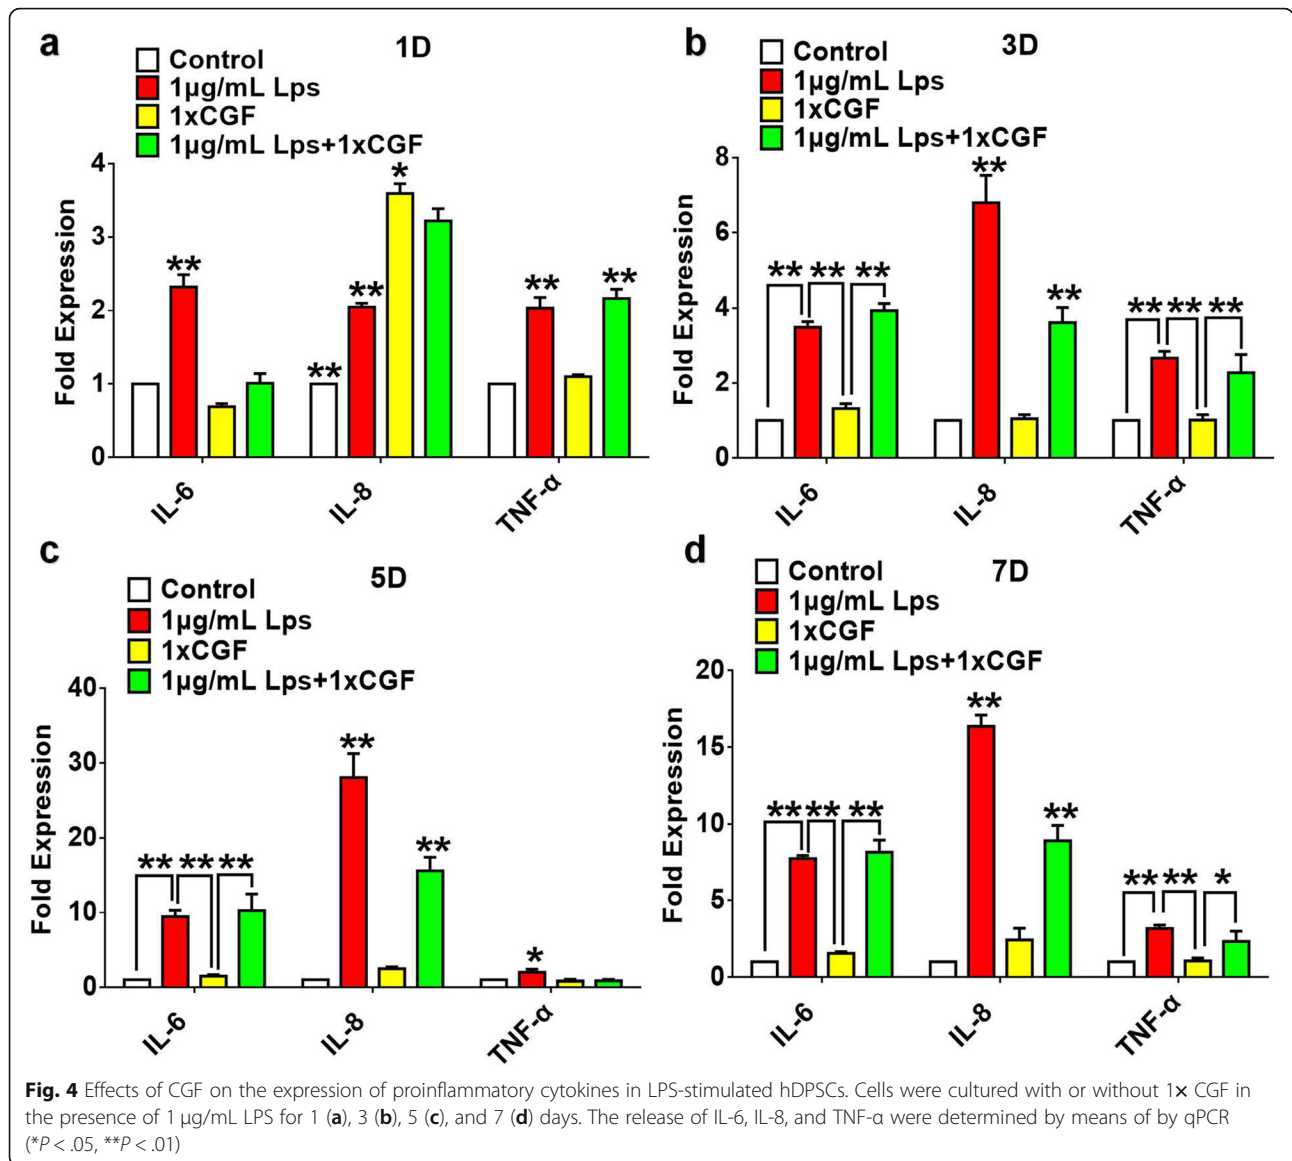 a
1D
Control
1µg/mL Lps
1xCGF
1µg/mL Lps+1xCGF
Fold Expression
4
3
2
1
0
**
**
**
*
**
**
IL-6
IL-8
TNF-α
b
3D
Control
1µg/mL Lps
1xCGF
1µg/mL Lps+1xCGF
Fold Expression
8
6
4
2
0
** ** **
**
**
** ** **
IL-6
IL-8
TNF-α
c
5D
Control
1µg/mL Lps
1xCGF
1µg/mL Lps+1xCGF
Fold Expression
40
30
20
10
0
** ** **
**
**
*
IL-6
IL-8
TNF-α
d
7D
Control
1µg/mL Lps
1xCGF
1µg/mL Lps+1xCGF
Fold Expression
20
15
10
5
0
** ** **
**
**
** ** *
IL-6
IL-8
TNF-α
Fig. 4 Effects of CGF on the expression of proinflammatory cytokines in LPS-stimulated hDPSCs. Cells were cultured with or without 1× CGF in
the presence of 1 µg/mL LPS for 1 (a), 3 (b), 5 (c), and 7 (d) days. The release of IL-6, IL-8, and TNF-α were determined by means of by qPCR
(*P < .05, **P < .01)